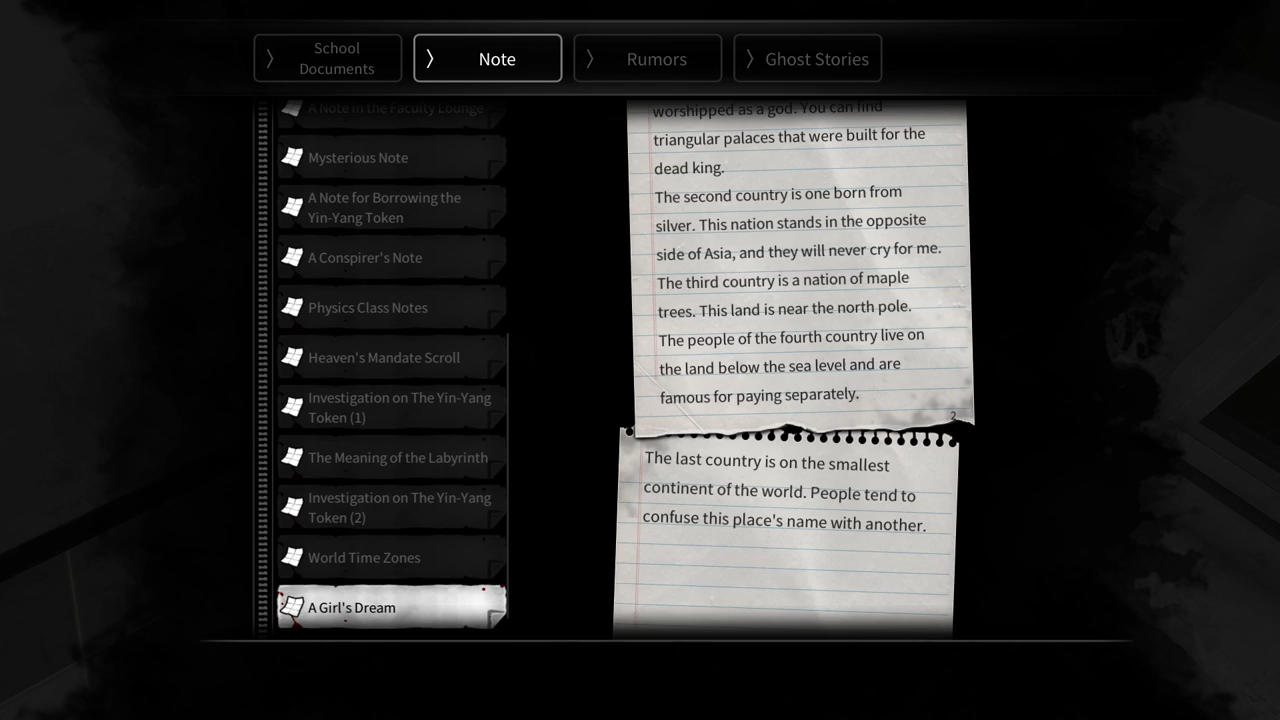 School
Documents
Note
Rumors
Ghost Stories
A Note in the Faculty Lounge
Mysterious Note
A Note for Borrowing the
Yin-Yang Token
A Conspirer's Note
Physics Class Notes
Heaven's Mandate Scroll
Investigation on The Yin-Yang
Token (1)
The Meaning of the Labyrinth
Investigation on The Yin-Yang
Token (2)
World Time Zones
A Girl's Dream
worshipped as a god. You can find
triangular palaces that were built for the
dead king.
The second country is one born from
silver. This nation stands in the opposite
side of Asia, and they will never cry for me.
The third country is a nation of maple
trees. This land is near the north pole.
The people of the fourth country live on
the land below the sea level and are
famous for paying separately.
2
The last country is on the smallest
continent of the world. People tend to
confuse this place's name with another.